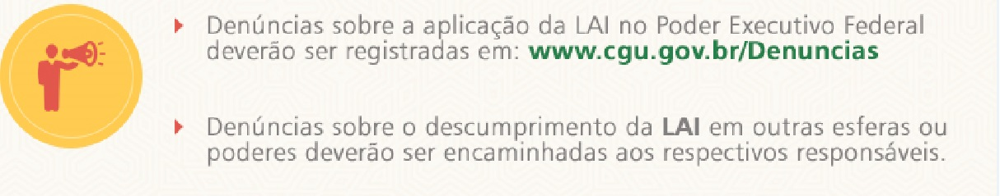 Denúncias sobre a aplicação da LAI no Poder Executivo Federal
deverão ser registradas em: www.cgu.gov.br/Denuncias
Denúncias sobre o descumprimento da LAI em outras esferas ou
poderes deverão ser encaminhadas aos respectivos responsáveis.